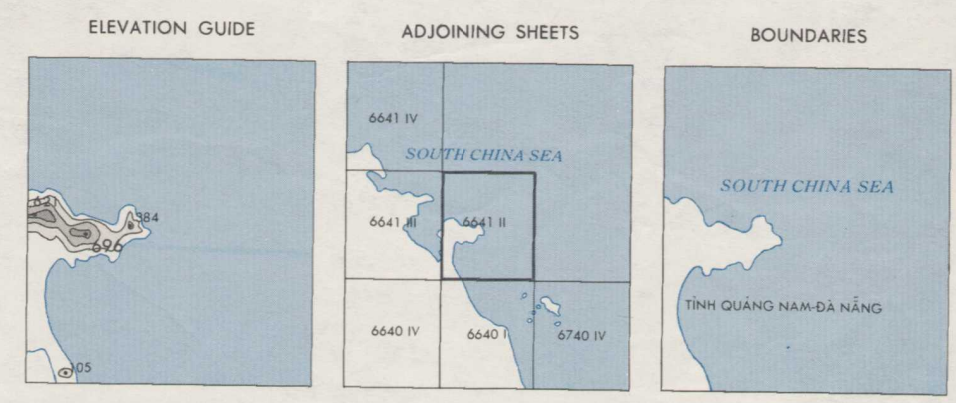 ELEVATION GUIDE
621
384
696
105
ADJOINING SHEETS
6641 IV
SOUTH CHINA SEA
6641 III
6641 II
6640 IV
6640 I
6740 IV
BOUNDARIES
SOUTH CHINA SEA
TỈNH QUẢNG NAM-ĐÀ NẴNG